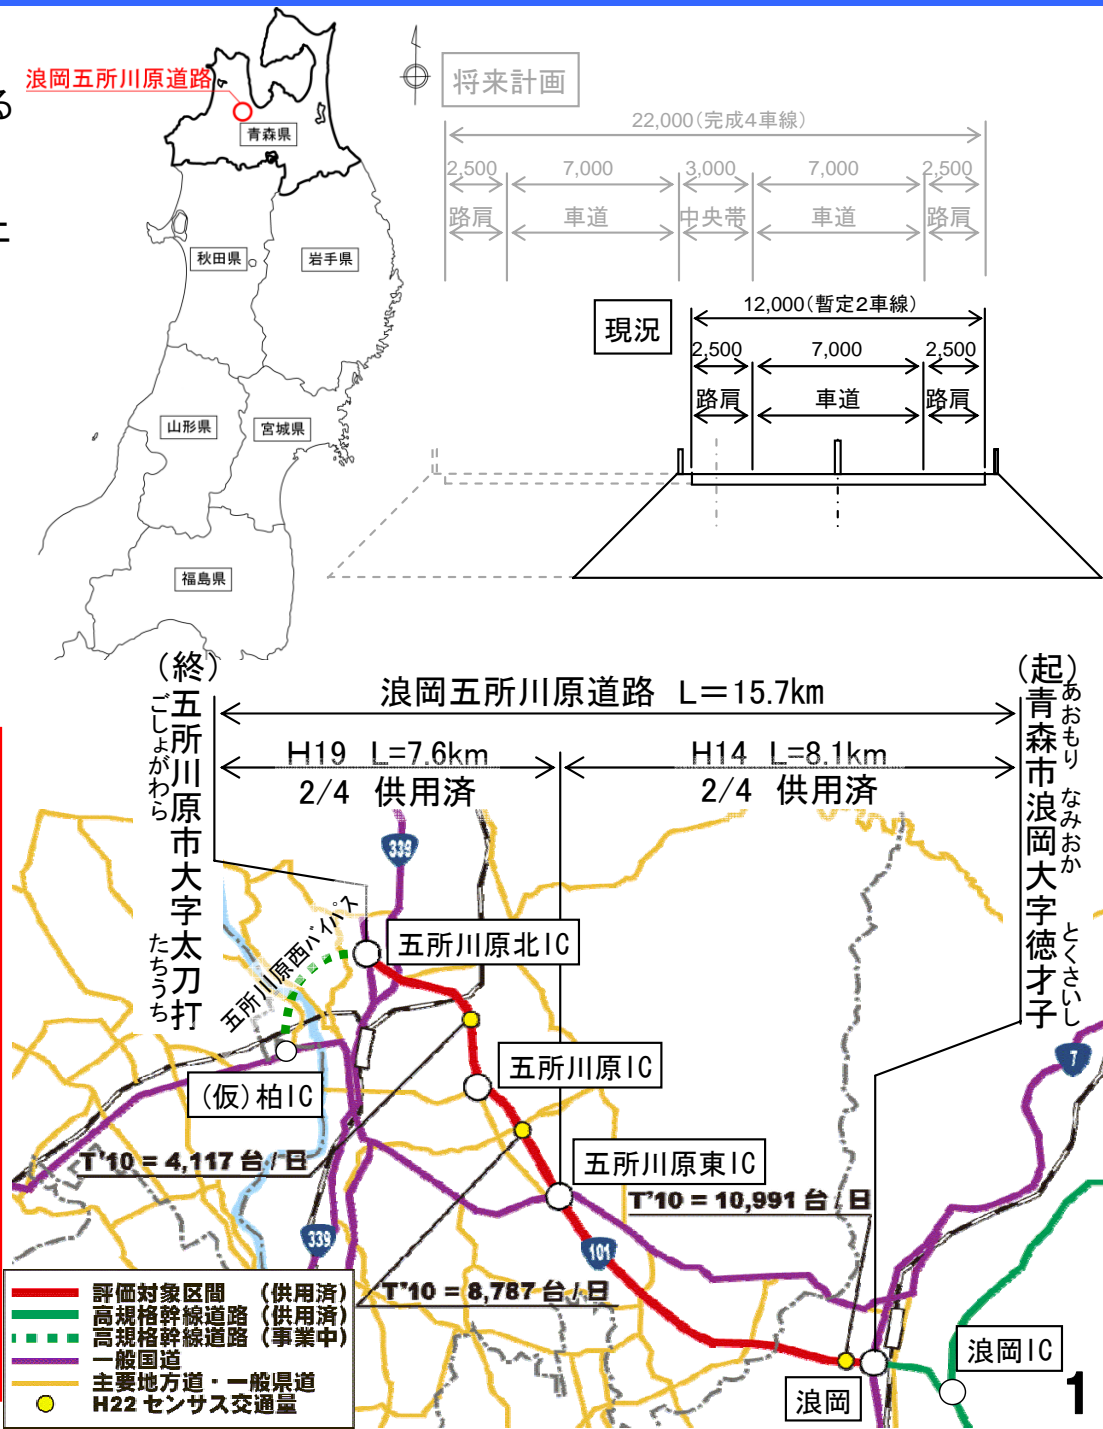 る
ニ
浪岡五所川原道路
青森県
秋田県
岩手県
山形県
宮城県
福島県
将来計画
22,000(完成4車線)
2,500 7,000 3,000 7,000 2,500
路肩 車道 中央帯 車道 路肩
現況
12,000(暫定2車線)
2,500 7,000 2,500
路肩 車道 路肩
(終)
五所川原市大字太刀打
ごしょがわら
たちうち
(起)
青森市浪岡大字徳才子
あおもり
なみおか
とくさいし
浪岡五所川原道路 L=15.7km
H19 L=7.6km
2/4 供用済
H14 L=8.1km
2/4 供用済
339
五所川原西バイパス
五所川原北IC
五所川原IC
(仮)柏IC
7
T'10 = 4,117 台/日
五所川原東IC
T'10 = 10,991 台/日
339
101
T'10 = 8,787 台/日
浪岡IC
浪岡
評価対象区間 (供用済)
高規格幹線道路 (供用済)
高規格幹線道路 (事業中)
一般国道
主要地方道・一般県道
H22 センサス交通量
1